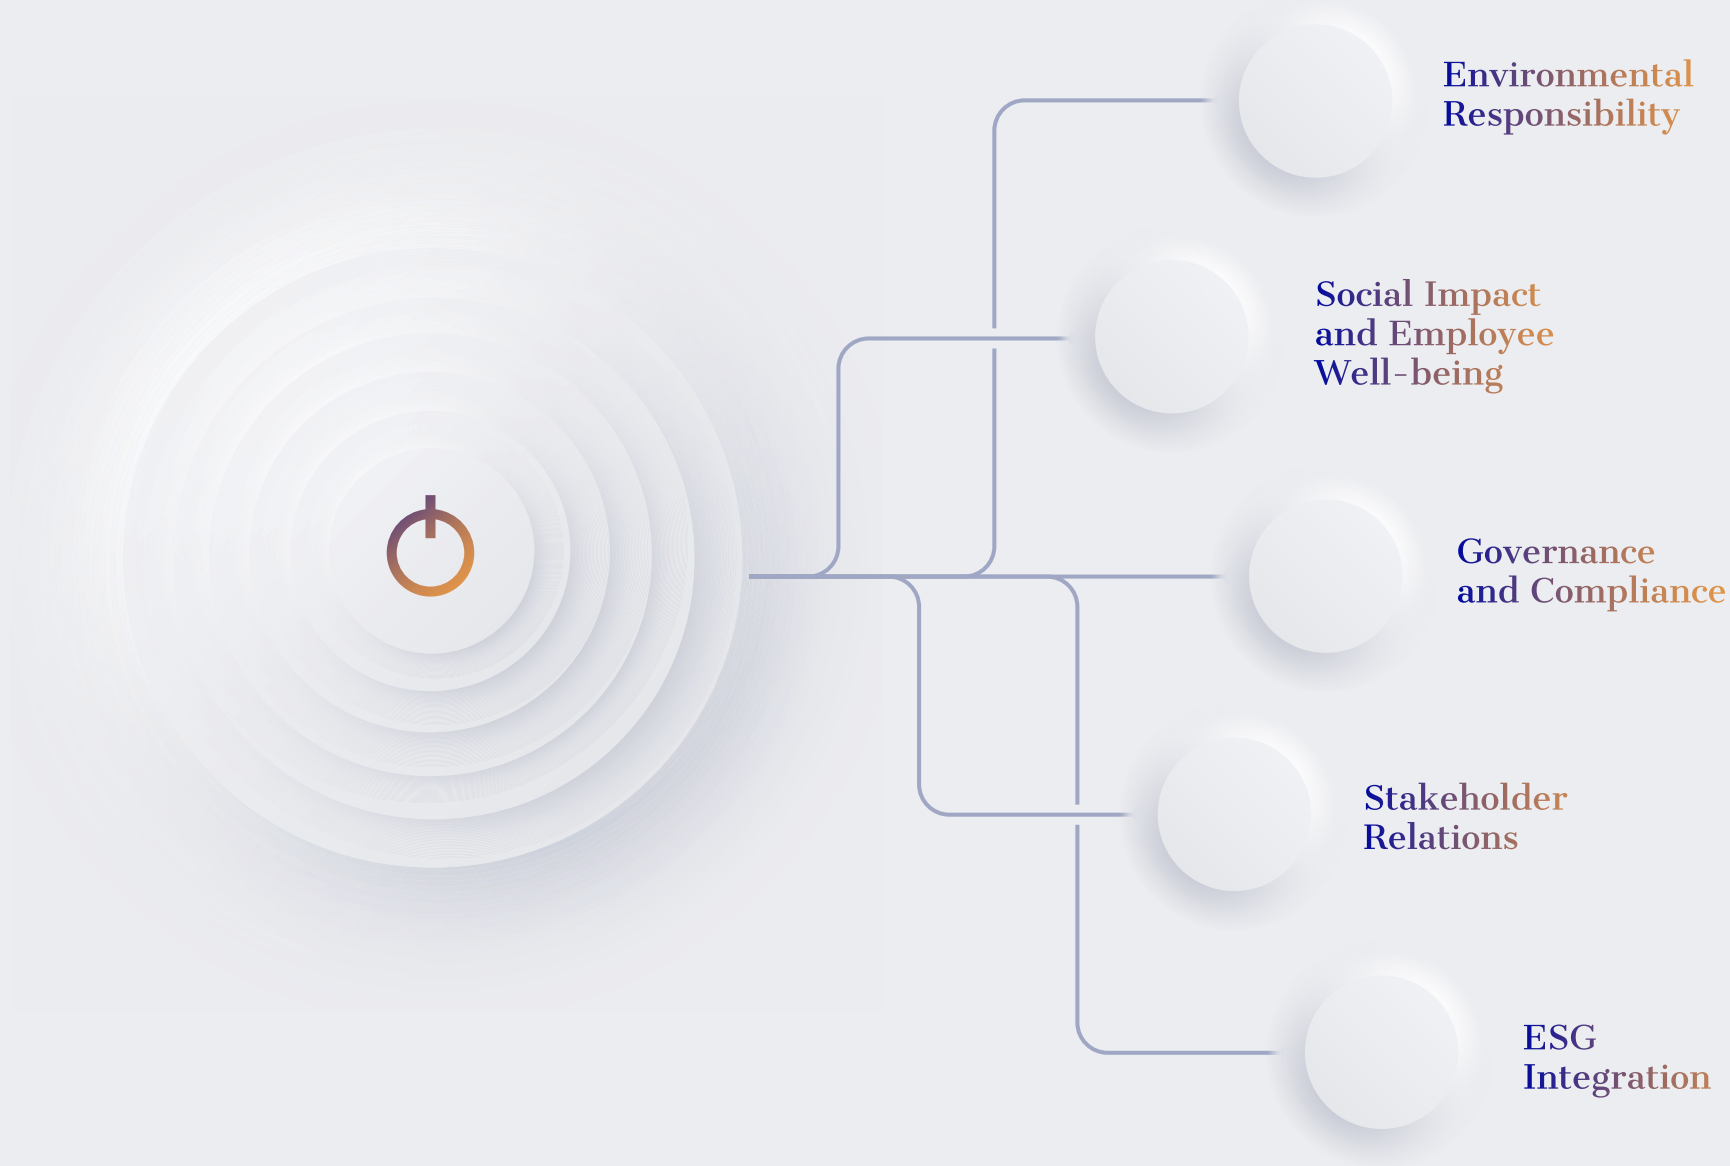 Environmental
Responsibility
Social Impact
and Employee
Well-being
Governance
and Compliance
Stakeholder
Relations
ESG
Integration